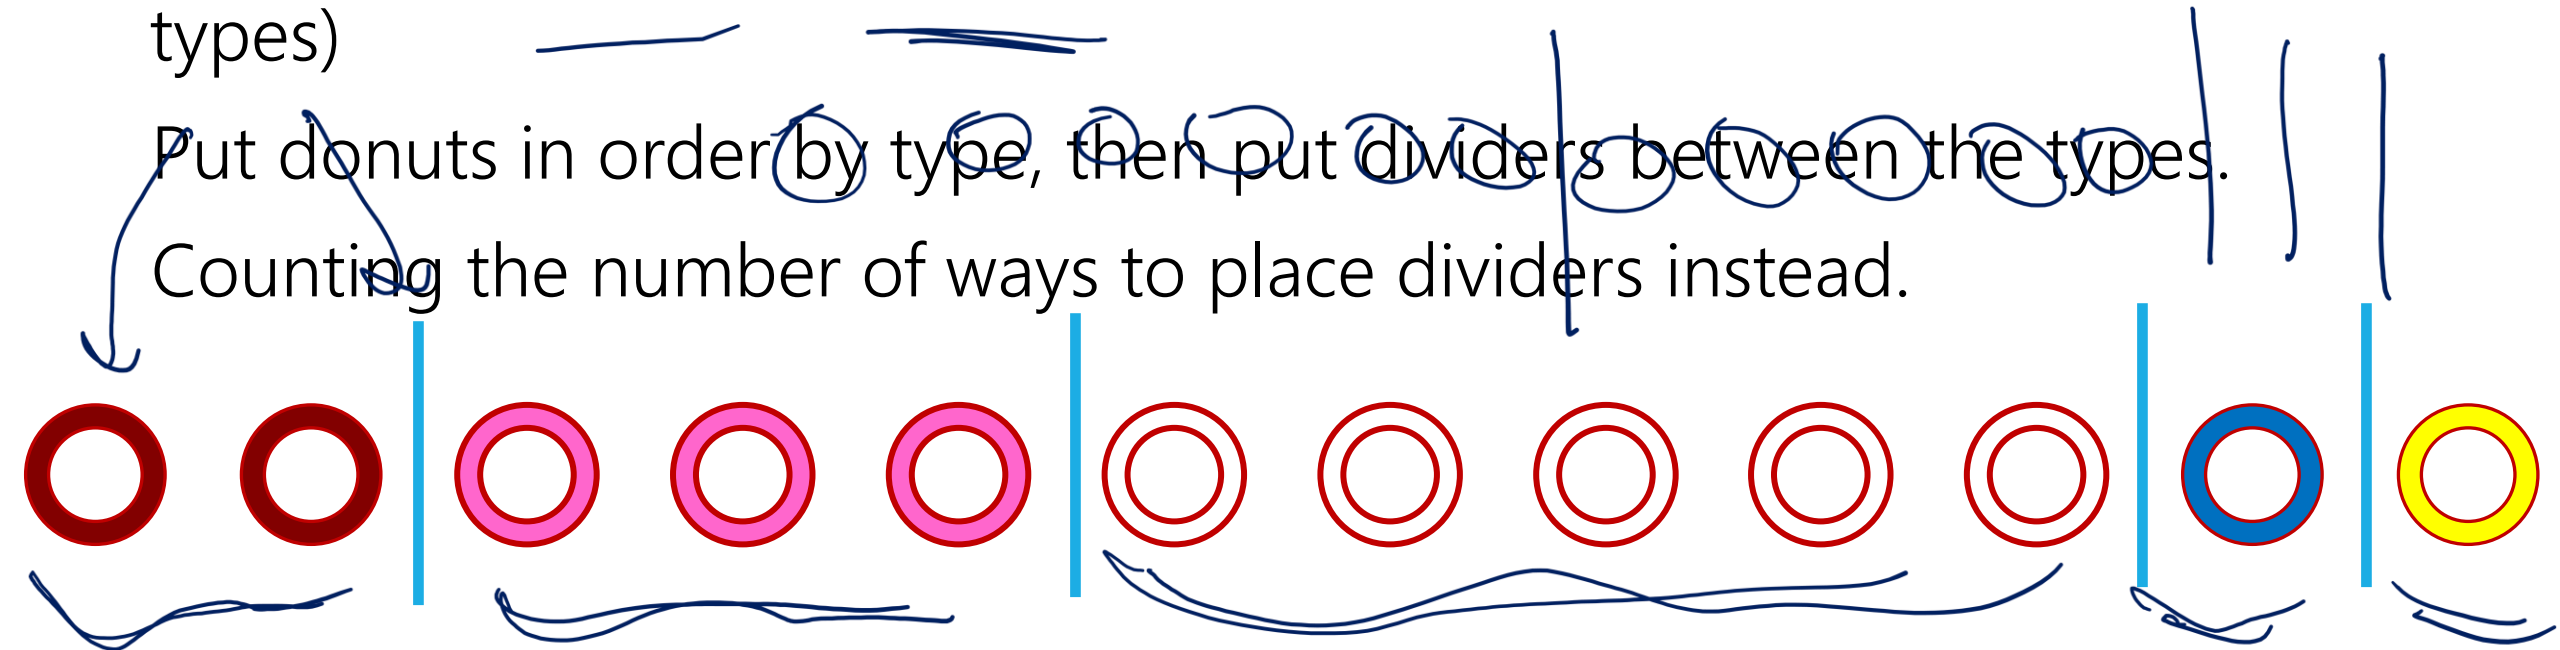 types)
Put donuts in order by type, then put dividers between the types.
Counting the number of ways to place dividers instead.